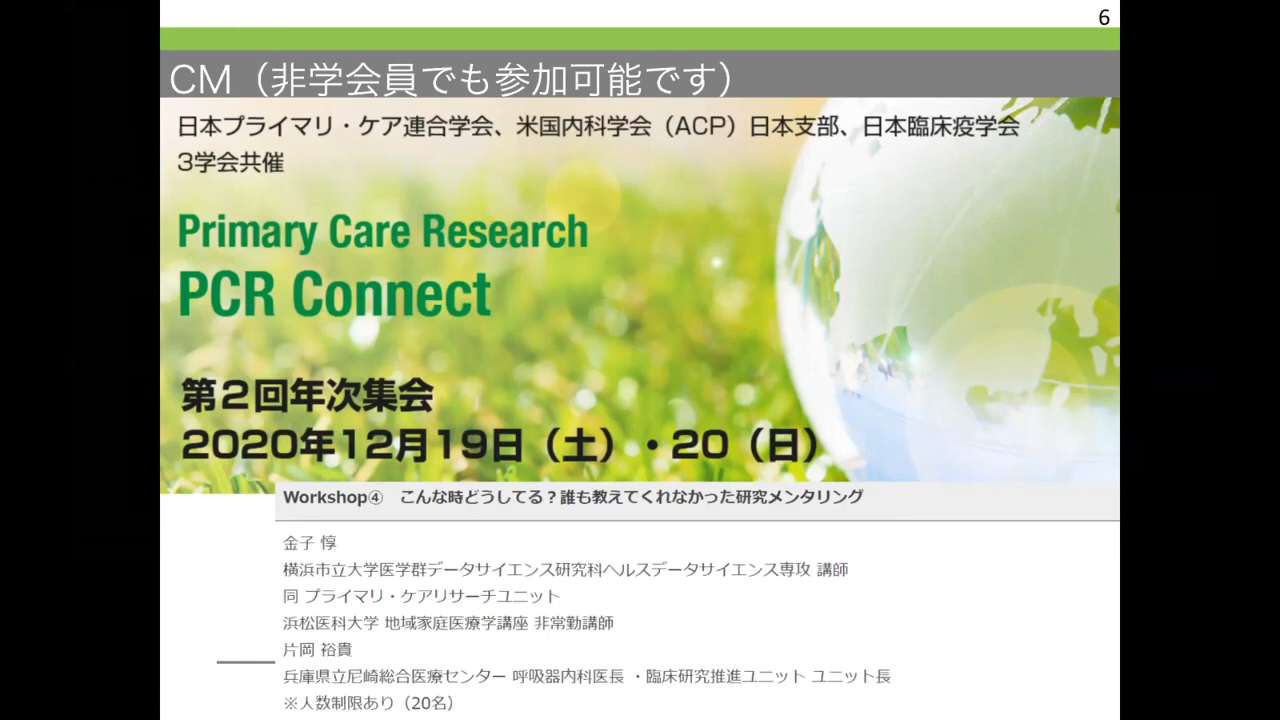 6
CM（非学会員でも参加可能です）
日本プライマリ・ケア連合学会、米国内科学会（ACP）日本支部、日本臨床疫学会
3学会共催
Primary Care Research
PCR Connect
第２回年次集会
2020年12月19日（土）・20（日）
Workshop④　こんな時どうしてる？誰も教えてくれなかった研究メンタリング
金子 惇
横浜市立大学医学群データサイエンス研究科ヘルスデータサイエンス専攻 講師
同 プライマリ・ケアリサーチユニット
浜松医科大学 地域家庭医療学講座 非常勤講師
片岡 裕貴
兵庫県立尼崎総合医療センター 呼吸器内科医長 ・臨床研究推進ユニット ユニット長
※人数制限あり（20名）